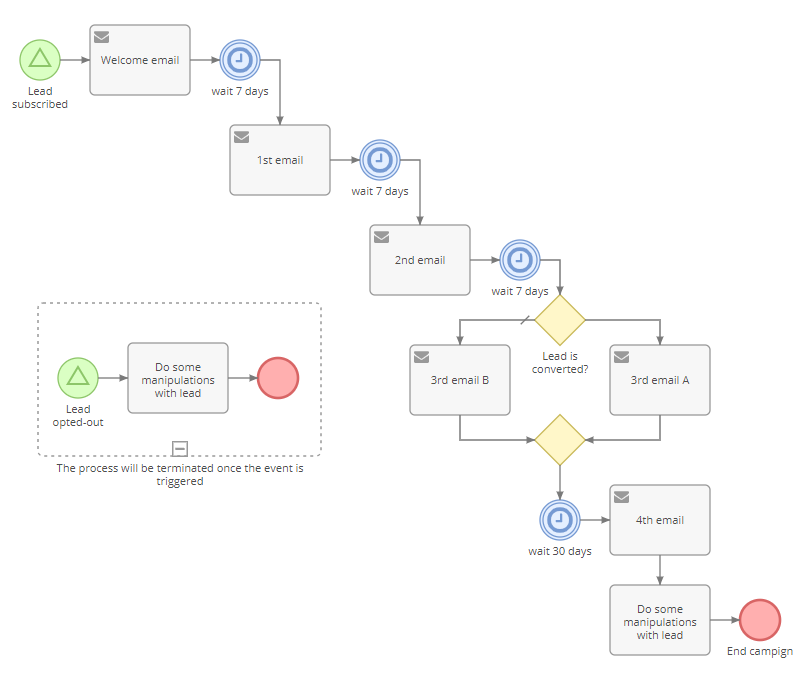 Welcome email
Lead
subscribed
wait 7 days
1st email
wait 7 days
2nd email
wait 7 days
Lead is
converted?
3rd email B
3rd email A
Do some
manipulations
with lead
Lead
opted-out
The process will be terminated once the event is
triggered
wait 30 days
4th email
Do some
manipulations
with lead
End campign